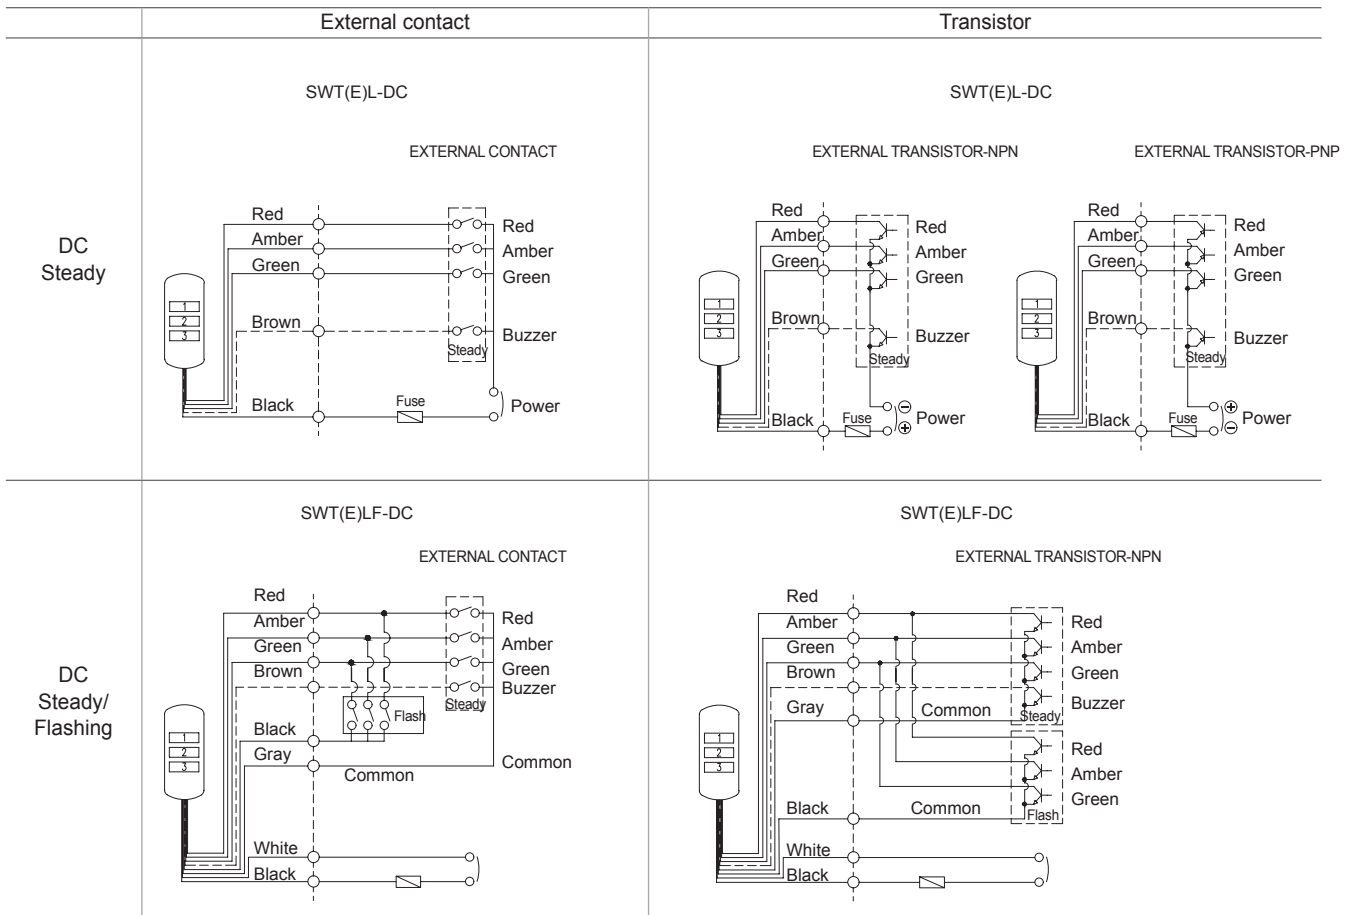 External contact
Transistor
DC
Steady
SWT(E)L-DC
EXTERNAL CONTACT
Red
Amber
Green
Brown
Black
Fuse
Steady
Red
Amber
Green
Buzzer
Power
1
2
3
SWT(E)L-DC
EXTERNAL TRANSISTOR-NPN
Red
Amber
Green
Brown
Black
Fuse
Steady
Red
Amber
Green
Buzzer
Power
1
2
3
EXTERNAL TRANSISTOR-PNP
Red
Amber
Green
Brown
Black
Fuse
Steady
Red
Amber
Green
Buzzer
Power
1
2
3
DC
Steady/
Flashing
SWT(E)LF-DC
EXTERNAL CONTACT
Red
Amber
Green
Brown
Black
Gray
Common
White
Black
Flash
Steady
Red
Amber
Green
Buzzer
Common
1
2
3
SWT(E)LF-DC
EXTERNAL TRANSISTOR-NPN
Red
Amber
Green
Brown
Gray
Common
Black
Common
White
Black
Steady
Red
Amber
Green
Buzzer
Red
Amber
Green
Flash
1
2
3